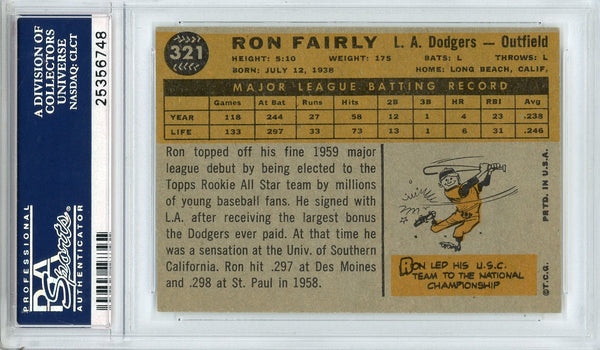 A DIVISION OF
COLLECTORS
UNIVERSE
NASDAQ: CLCT
25356748
PROFESSIONAL
PSA
Sports
AUTHENTICATOR
321
RON FAIRLY L. A. Dodgers — Outfield
HEIGHT: 5:10 WEIGHT: 175 BATS: L THROWS: L
BORN: JULY 12, 1938 HOME: LONG BEACH, CALIF.
MAJOR LEAGUE BATTING RECORD
Games At Bat Runs Hits 2B 3B HR RBI Avg
YEAR 118 244 27 58 12 1 4 23 .238
LIFE 133 297 33 73 13 1 6 31 .246
Ron topped off his fine 1959 major
league debut by being elected to the
Topps Rookie All Star team by millions
of young baseball fans. He signed with
L.A. after receiving the largest bonus
the Dodgers ever paid. At that time he
was a sensation at the Univ. of Southern
California. Ron hit .297 at Des Moines
and .298 at St. Paul in 1958.
RON LED HIS U.S.C.
TEAM TO THE NATIONAL
CHAMPIONSHIP
©T.C.G. PRTD. IN U.S.A.